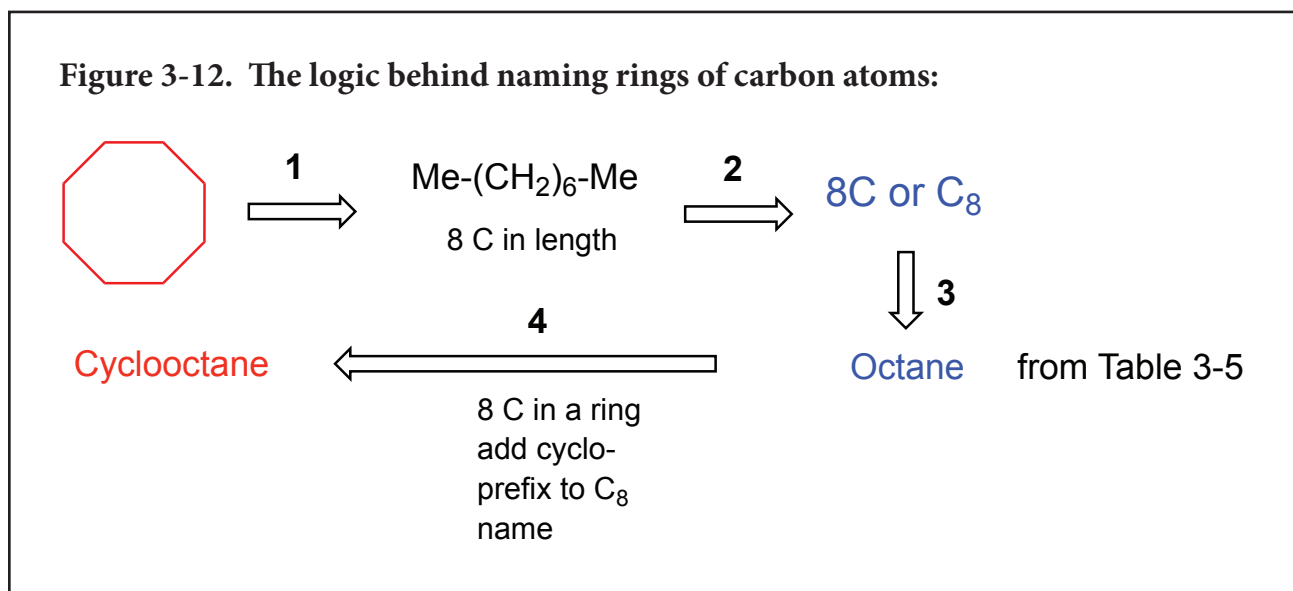 Figure 3-12.  The logic behind naming rings of carbon atoms:
1
Me-(CH₂)₆-Me
8 C in length
2
8C or C₈
3
Octane
from Table 3-5
4
8 C in a ring
add cyclo-
prefix to C₈
name
Cyclooctane